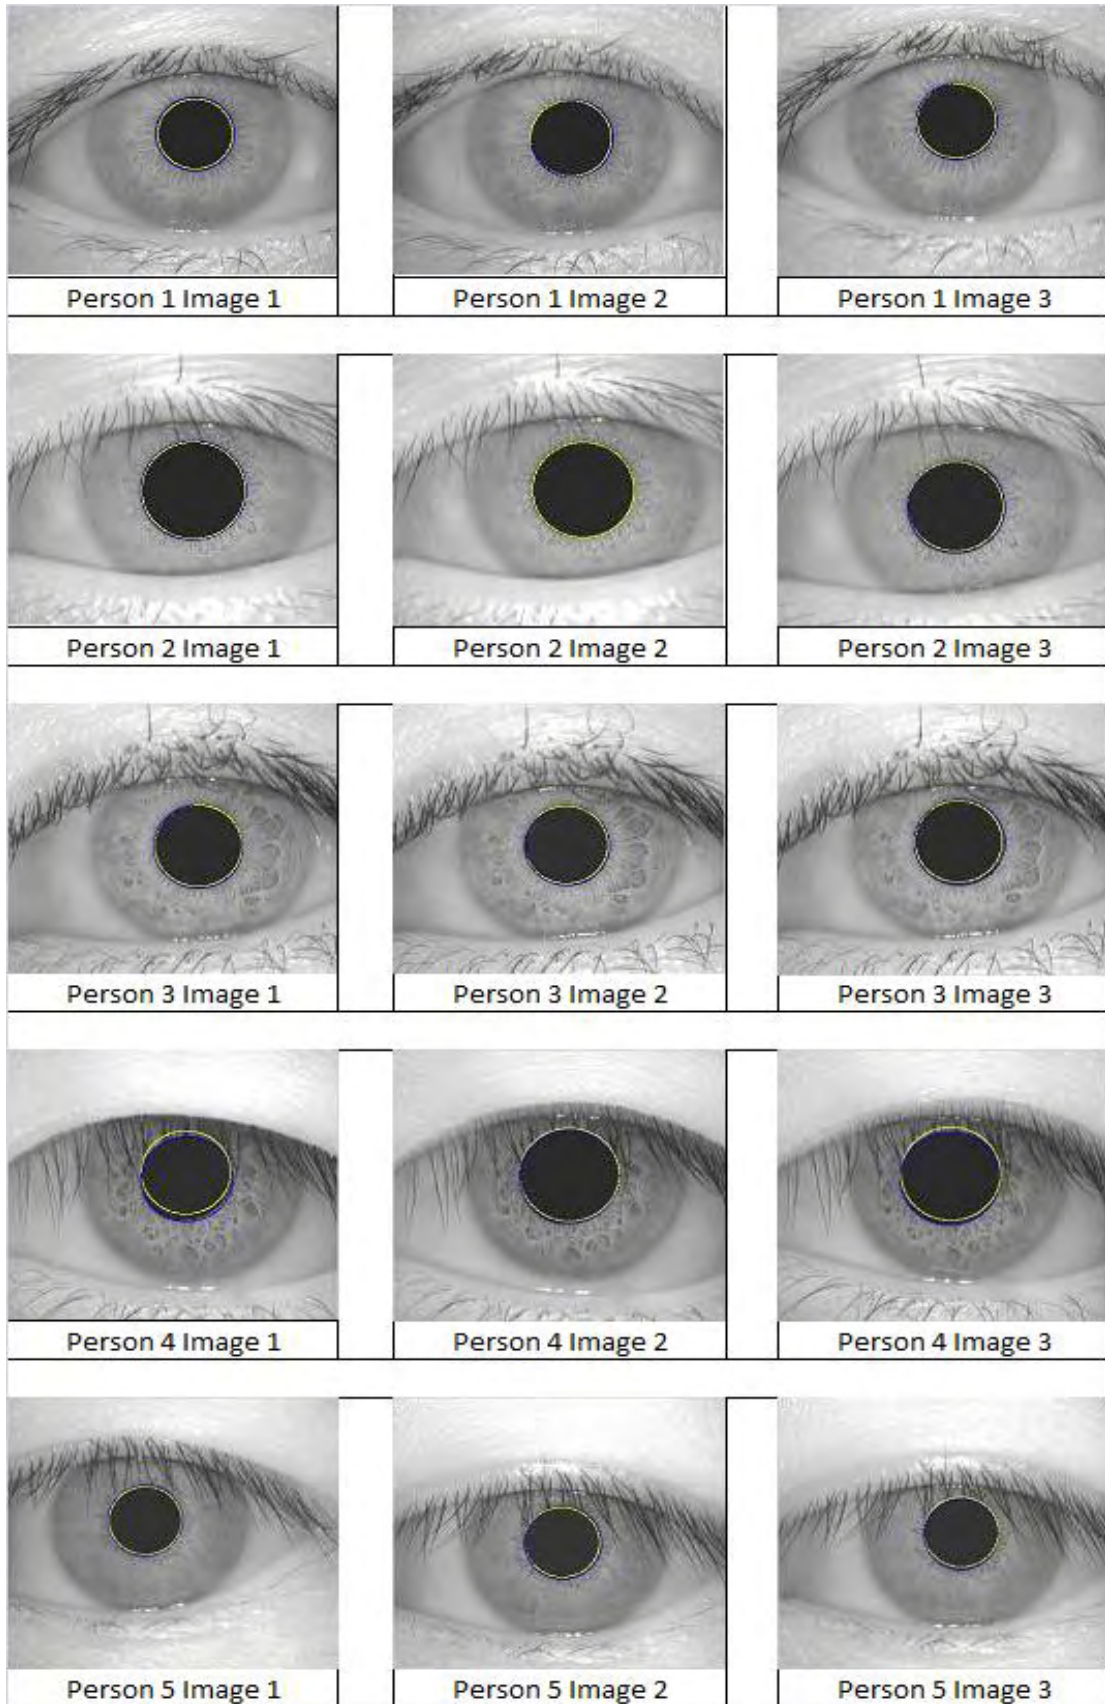 Person 1 Image 1
Person 1 Image 2
Person 1 Image 3
Person 2 Image 1
Person 2 Image 2
Person 2 Image 3
Person 3 Image 1
Person 3 Image 2
Person 3 Image 3
Person 4 Image 1
Person 4 Image 2
Person 4 Image 3
Person 5 Image 1
Person 5 Image 2
Person 5 Image 3